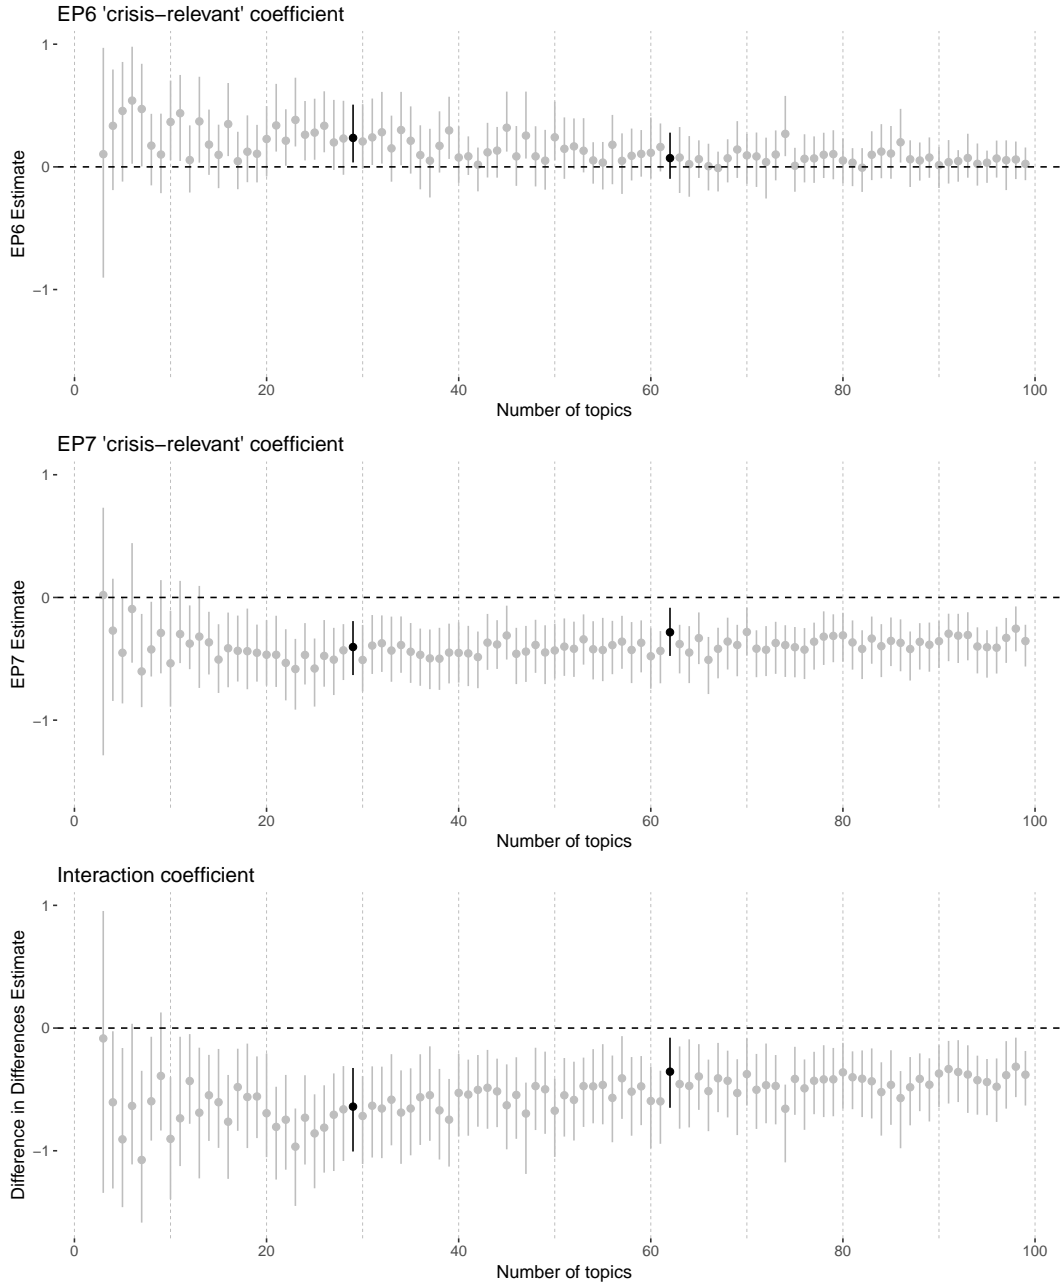 EP6 'crisis−relevant' coefficient
1
0
−1
EP6 Estimate
0 20 40 60 80 100
Number of topics
EP7 'crisis−relevant' coefficient
1
0
−1
EP7 Estimate
0 20 40 60 80 100
Number of topics
Interaction coefficient
1
0
−1
Difference in Differences Estimate
0 20 40 60 80 100
Number of topics